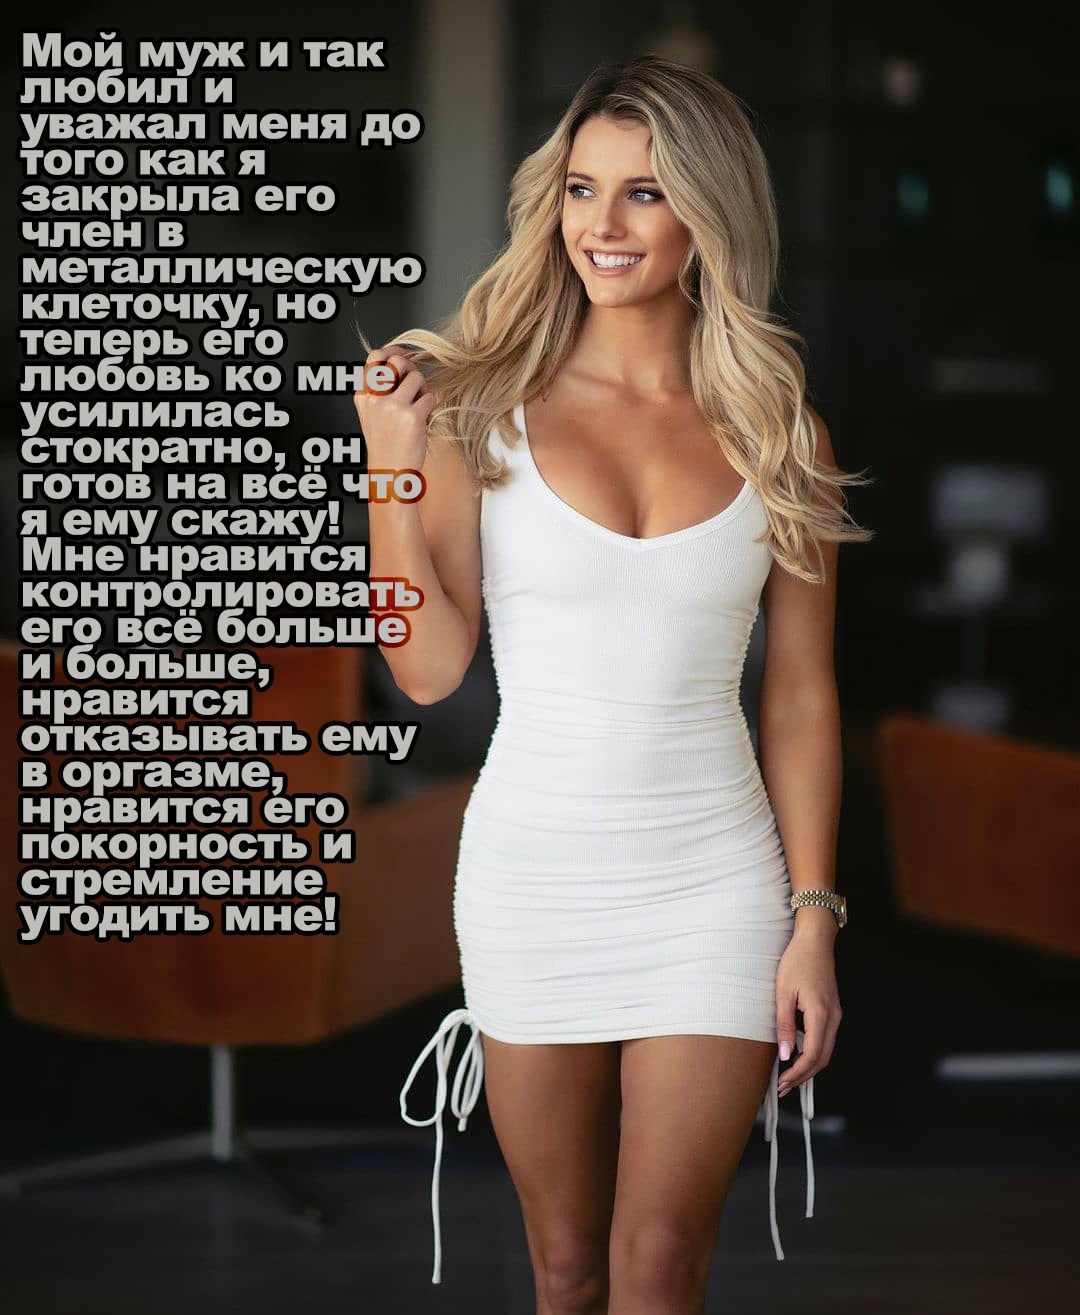 Мой муж и так
любил и
уважал меня до
того как я
закрыла его
член в
металлическую
клеточку, но
теперь его
любовь ко мне
усилилась
стократно, он
готов на всё что
я ему скажу!
Мне нравится
контролировать
его всё больше
и больше,
нравится
отказывать ему
в оргазме,
нравится его
покорность и
стремление
угодить мне!